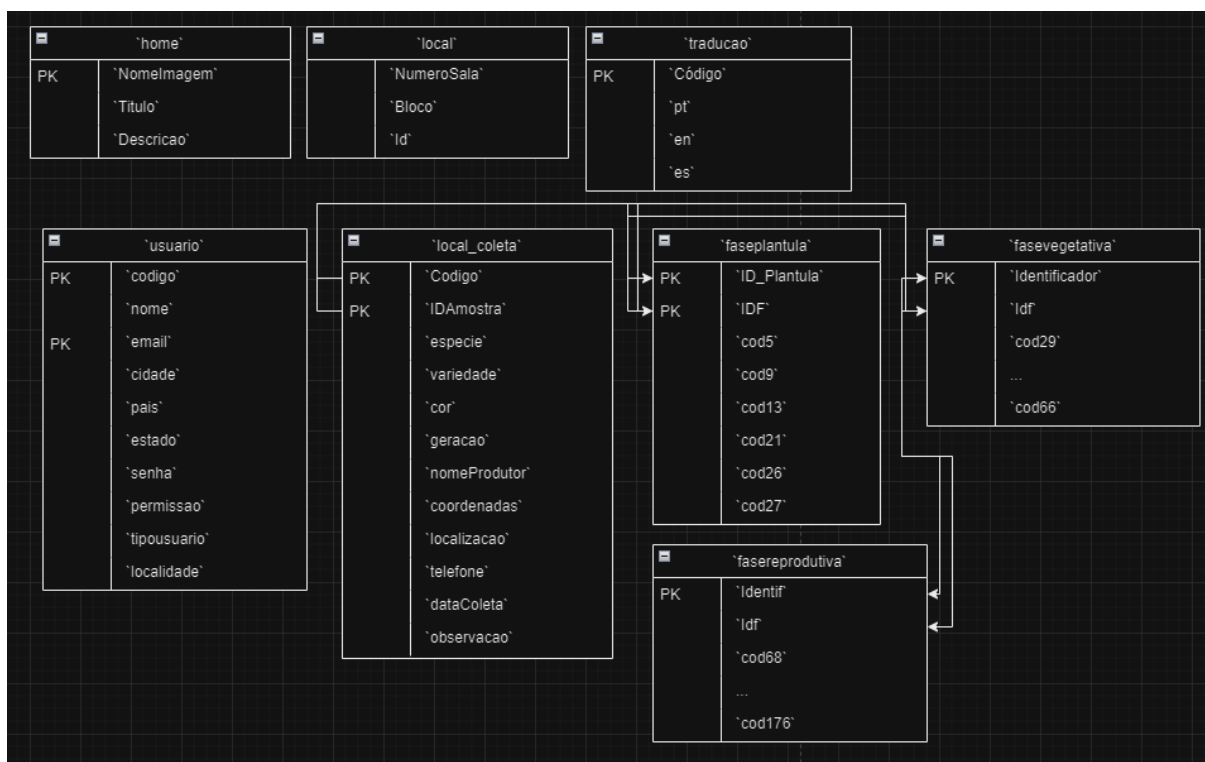 `home`
PK `NomeImagem`
`Titulo`
`Descricao`
`local`
`NumeroSala`
`Bloco`
`Id`
`traducao`
PK `Código`
`pt`
`en`
`es`
`usuario`
PK `codigo`
`nome`
PK `email`
`cidade`
`pais`
`estado`
`senha`
`permissao`
`tipousuario`
`localidade`
`local_coleta`
PK `Codigo`
PK `IDAmostra`
`especie`
`variedade`
`cor`
`geracao`
`nomeProdutor`
`coordenadas`
`localizacao`
`telefone`
`dataColeta`
`observacao`
`faseplantula`
PK `ID_Plantula`
PK `IDF`
`cod5`
`cod9`
`cod13`
`cod21`
`cod26`
`cod27`
`fasevegetativa`
PK `Identificador`
`Idf`
`cod29`
...
`cod66`
`fasereprodutiva`
PK `Identif`
`Idf`
`cod68`
...
`cod176`